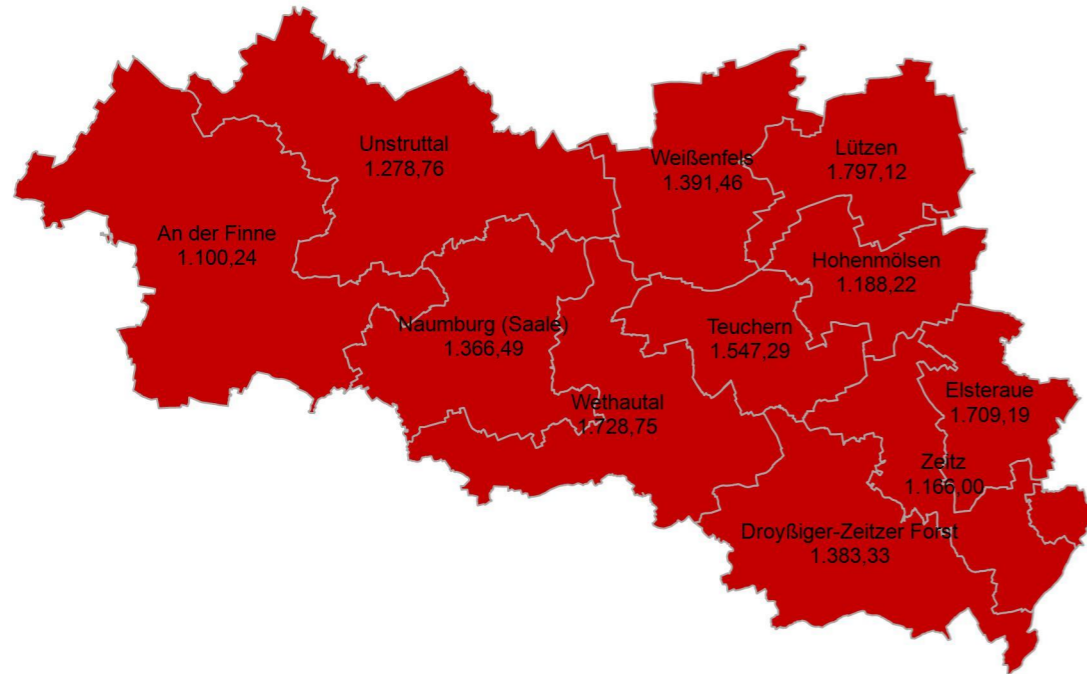 Unstruttal
1.278,76
Weißenfels
1.391,46
Lützen
1.797,12
An der Finne
1.100,24
Hohenmölsen
1.188,22
Naumburg (Saale)
1.366,49
Teuchern
1.547,29
Wethautal
1.728,75
Elsteraue
1.709,19
Zeitz
1.166,00
Droyßiger-Zeitzer Forst
1.383,33